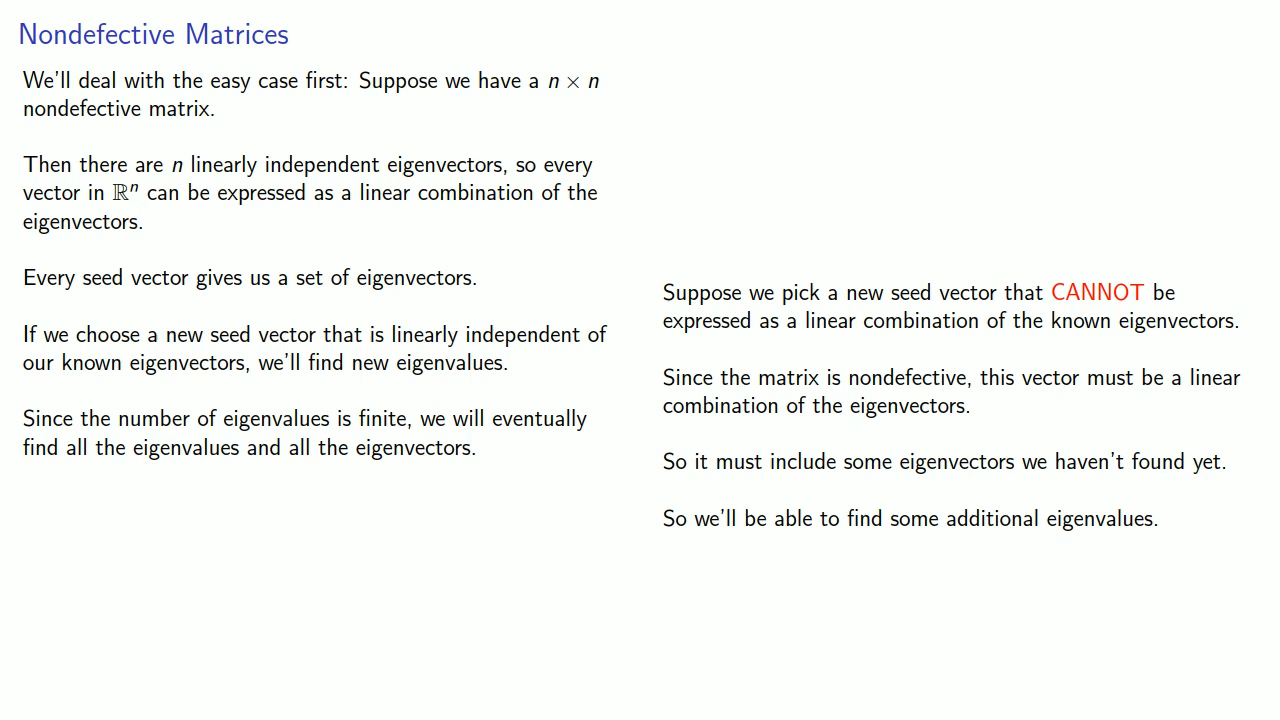 Nondefective Matrices
We'll deal with the easy case first: Suppose we have a n × n
nondefective matrix.
Then there are n linearly independent eigenvectors, so every
vector in ℝⁿ can be expressed as a linear combination of the
eigenvectors.
Every seed vector gives us a set of eigenvectors.
If we choose a new seed vector that is linearly independent of
our known eigenvectors, we'll find new eigenvalues.
Since the number of eigenvalues is finite, we will eventually
find all the eigenvalues and all the eigenvectors.
Suppose we pick a new seed vector that CANNOT be
expressed as a linear combination of the known eigenvectors.
Since the matrix is nondefective, this vector must be a linear
combination of the eigenvectors.
So it must include some eigenvectors we haven't found yet.
So we'll be able to find some additional eigenvalues.